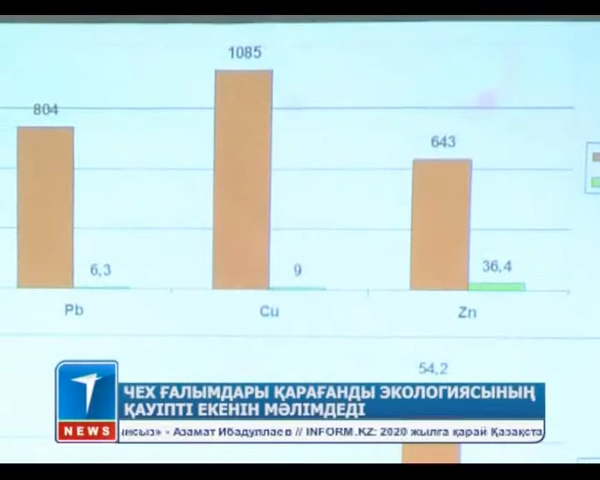 1085
804
643
6,3
9
36,4
Pb
Cu
Zn
54,2
ЧЕХ ҒАЛЫМДАРЫ ҚАРАҒАНДЫ ЭКОЛОГИЯСЫНЫҢ
ҚАУІПТІ ЕКЕНІН МӘЛІМДЕДІ
NEWS
- Азамат Ибадуллаев // INFORM.KZ: 2020 жылға қарай